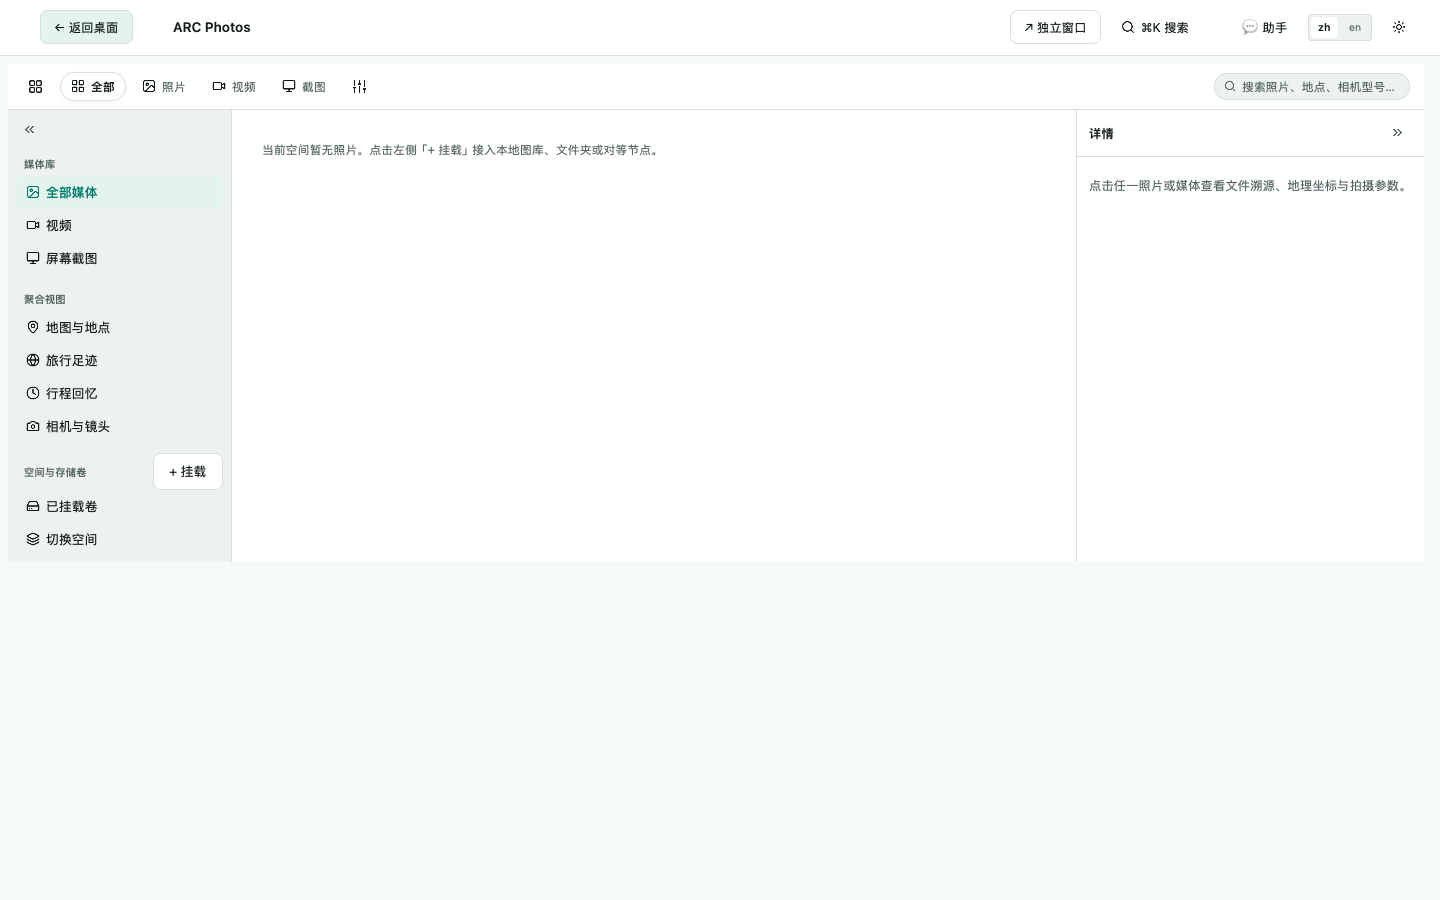 ← 返回桌面
ARC Photos
↗ 独立窗口
⌘K 搜索
助手
zh
en
全部
照片
视频
截图
搜索照片、地点、相机型号...
«
媒体库
全部媒体
视频
屏幕截图
聚合视图
地图与地点
旅行足迹
行程回忆
相机与镜头
空间与存储卷
+ 挂载
已挂载卷
切换空间
当前空间暂无照片。点击左侧「+ 挂载」接入本地图库、文件夹或对等节点。
详情
»
点击任一照片或媒体查看文件溯源、地理坐标与拍摄参数。